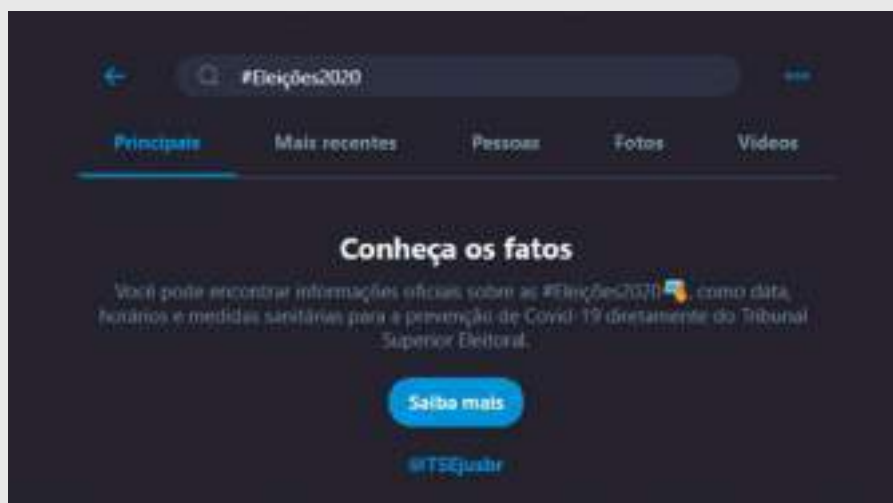 #Eleições2020
Principais Mais recentes Pessoas Fotos Vídeos
Conheça os fatos
Você pode encontrar informações oficiais sobre as #Eleições2020, como data,
horários e medidas sanitárias para a prevenção de Covid-19 diretamente do Tribunal
Superior Eleitoral.
Saiba mais
@TSEjusbr